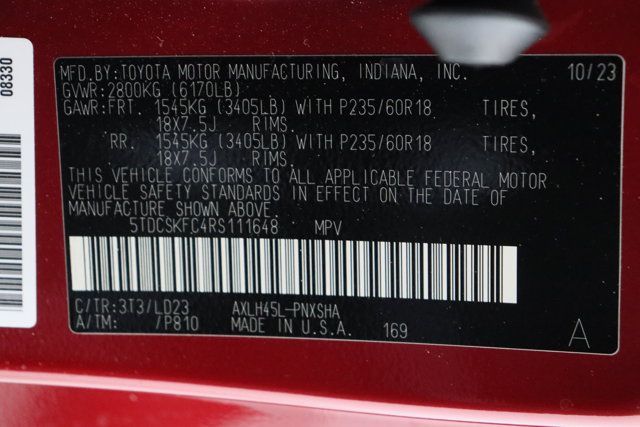 08330
MFD.BY:TOYOTA MOTOR MANUFACTURING, INDIANA, INC. 10/23
GVWR:2800KG (6170LB)
GAWR:FRT. 1545KG (3405LB) WITH P235/60R18 TIRES,
18X7.5J RIMS.
RR. 1545KG (3405LB) WITH P235/60R18 TIRES,
18X7.5J RIMS.
THIS VEHICLE CONFORMS TO ALL APPLICABLE FEDERAL MOTOR
VEHICLE SAFETY STANDARDS IN EFFECT ON THE DATE OF
MANUFACTURE SHOWN ABOVE.
5TDCSKFC4RS111648 MPV
C/TR:3T3/LD23 AXLH45L-PNXSHA
A/TM: /P810 MADE IN U.S.A. 169 A